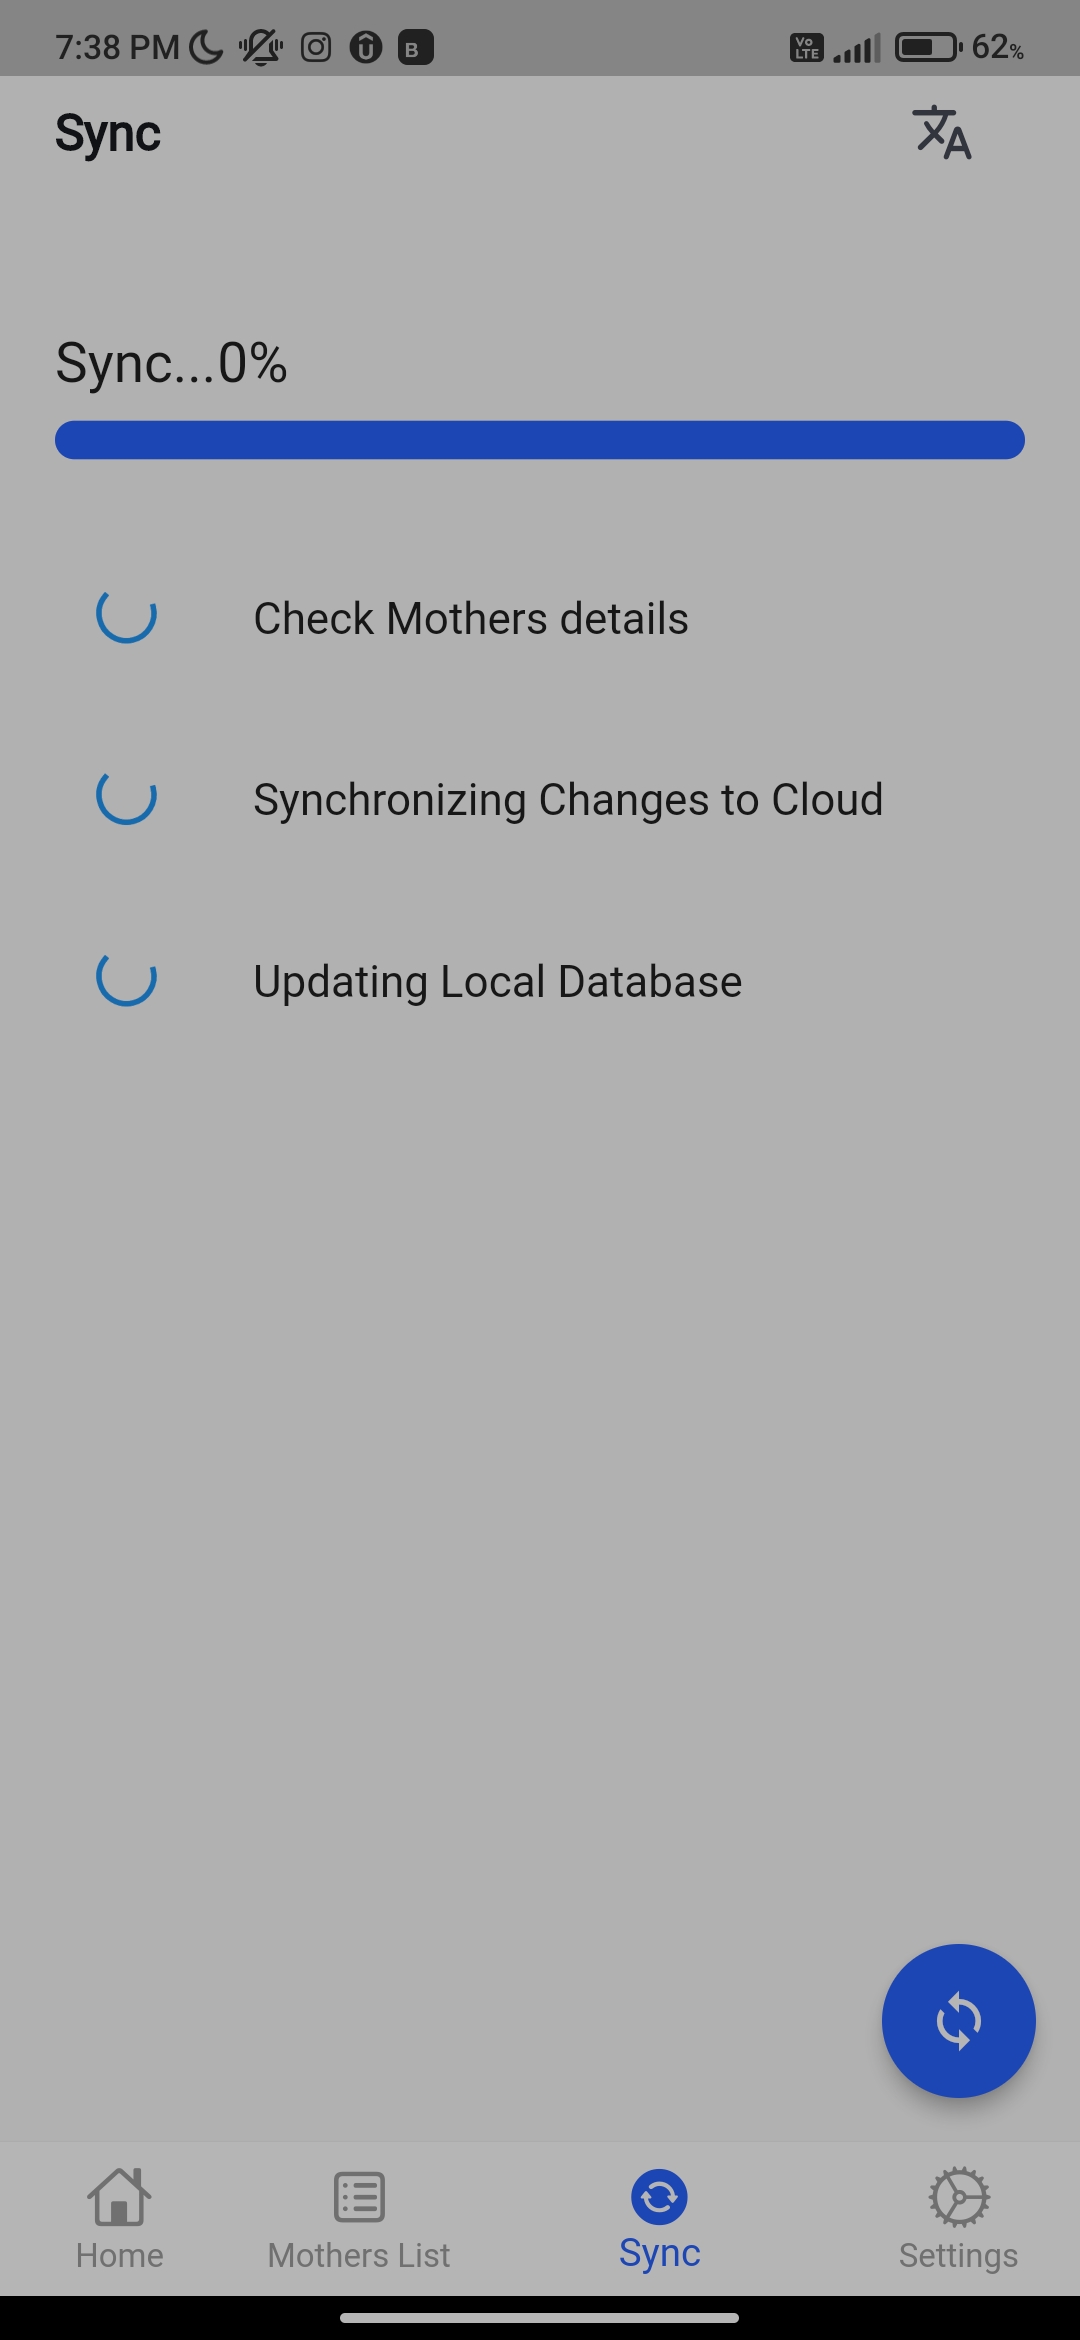 7:38 PM B Vo LTE 62%
Sync
Sync...0%
Check Mothers details
Synchronizing Changes to Cloud
Updating Local Database
Home Mothers List Sync Settings